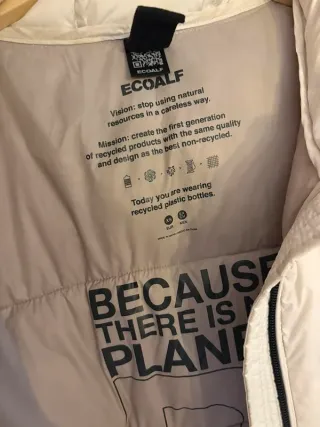 ECOALF
ECOALF
Vision: stop using natural
resources in a careless way.
Mission: create the first generation
of recycled products with the same quality
and design as the best non-recycled.
Today you are wearing
recycled plastic bottles.
BECAUSE
THERE IS
PLAN